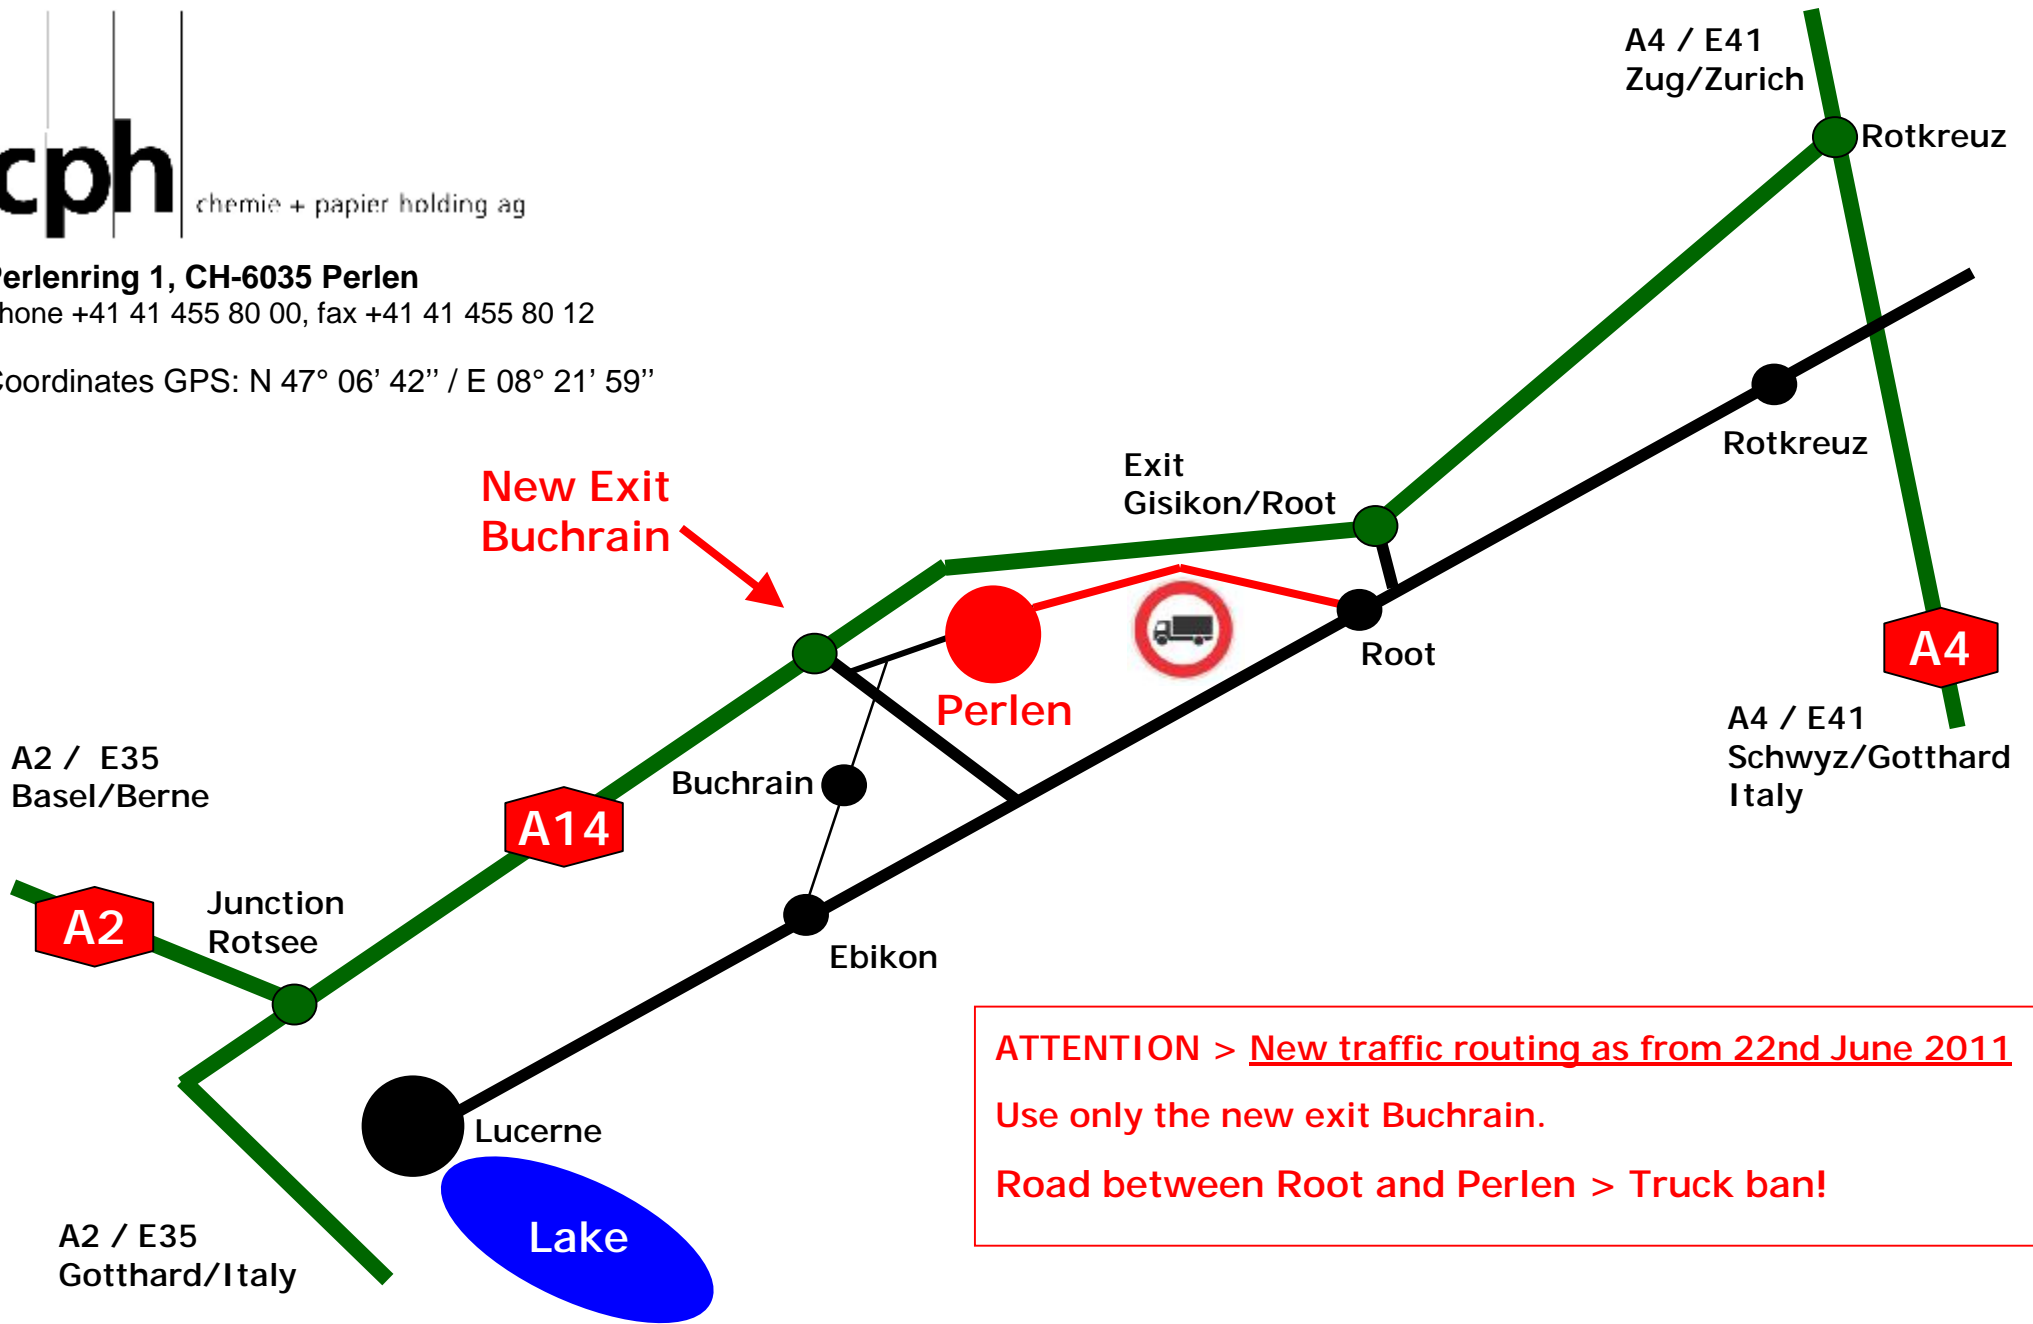 cph
chemie + papier holding ag
Perlenring 1, CH-6035 Perlen
hone +41 41 455 80 00, fax +41 41 455 80 12
Coordinates GPS: N 47° 06’ 42’’ / E 08° 21’ 59’’
A4 / E41
Zug/Zurich
Rotkreuz
Rotkreuz
Exit
Gisikon/Root
New Exit
Buchrain
Root
A4
Perlen
A4 / E41
Schwyz/Gotthard
Italy
A2 / E35
Basel/Berne
Buchrain
A14
Junction
Rotsee
A2
Ebikon
ATTENTION > New traffic routing as from 22nd June 2011
Use only the new exit Buchrain.
Road between Root and Perlen > Truck ban!
Lucerne
Lake
A2 / E35
Gotthard/Italy